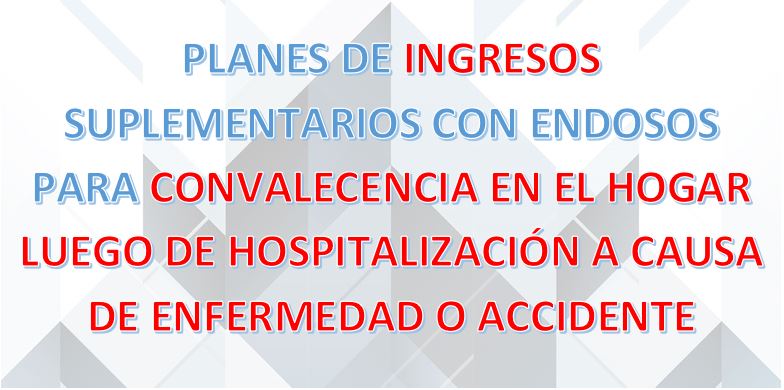 PLANES DE INGRESOS
SUPLEMENTARIOS CON ENDOSOS
PARA CONVALECENCIA EN EL HOGAR
LUEGO DE HOSPITALIZACIÓN A CAUSA
DE ENFERMEDAD O ACCIDENTE